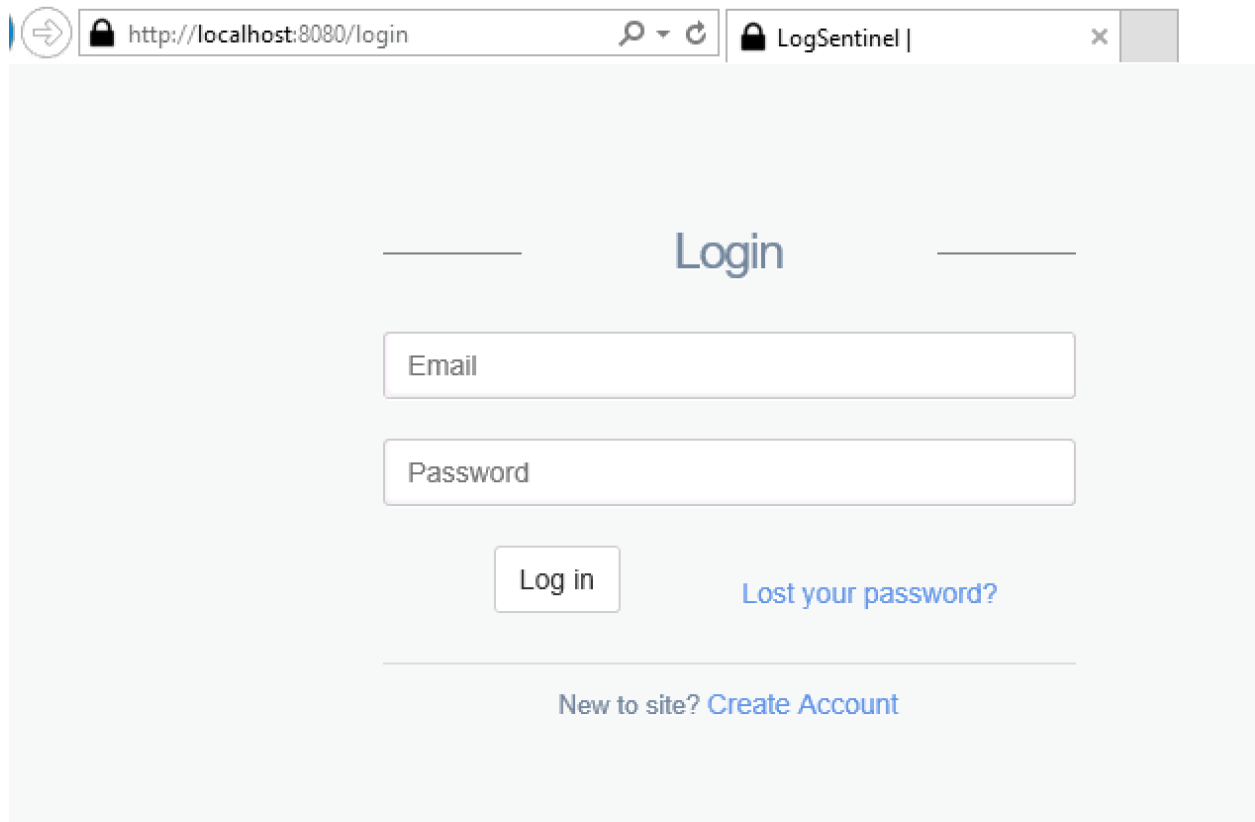 http://localhost:8080/login
LogSentinel |
Login
Email
Password
Log in
Lost your password?
New to site? Create Account